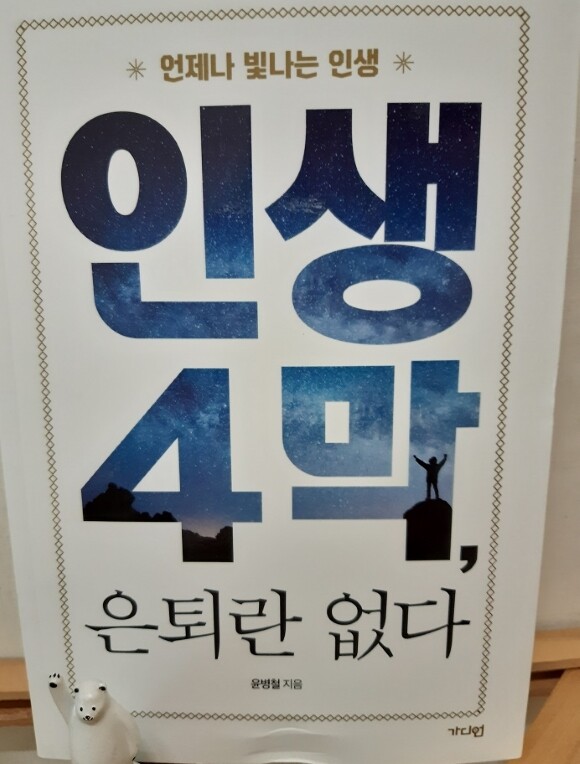 언제나 빛나는 인생
인생
4막,
은퇴란 없다
윤병철 지음
가디언